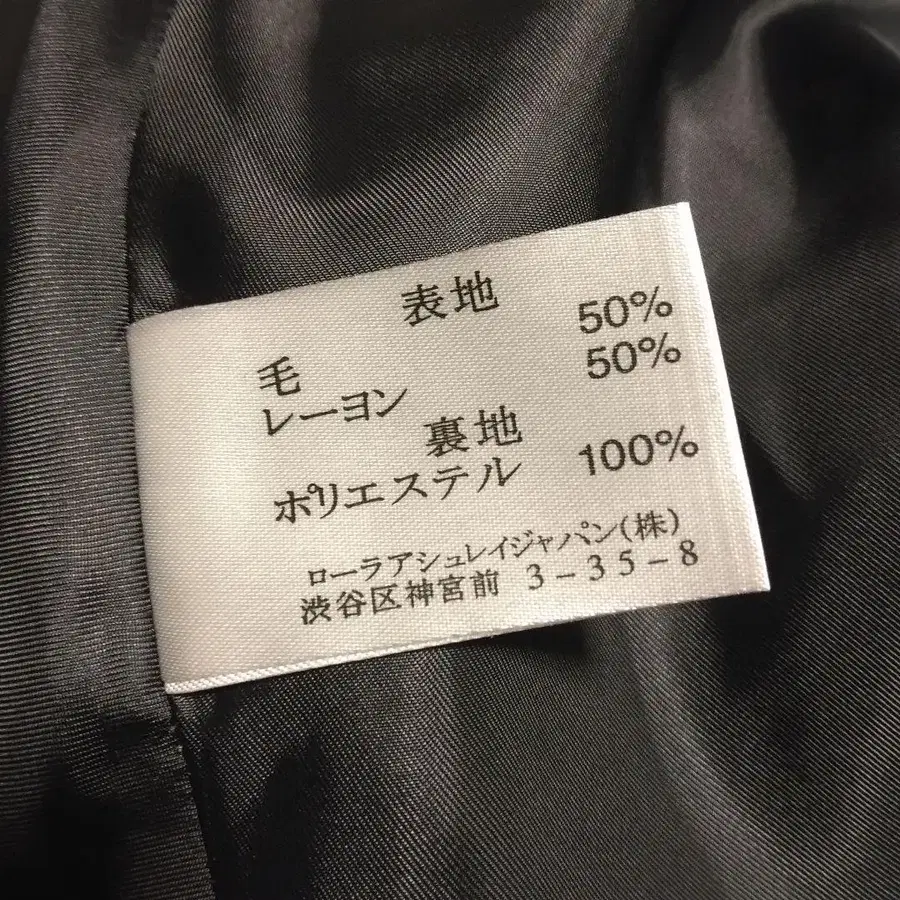 表地
毛 50%
レーヨン 50%
裏地
ポリエステル 100%
ローラアシュレイジャパン(株)
渋谷区神宮前 3-35-8